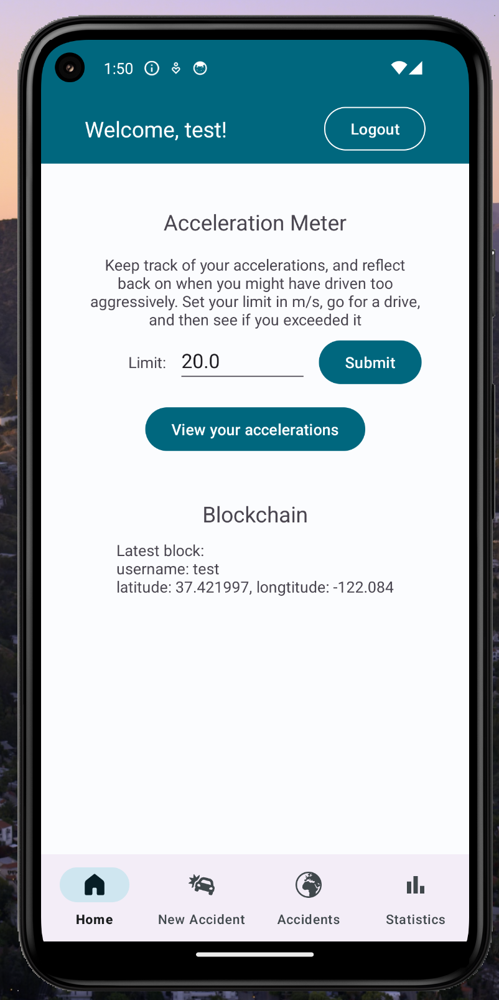 1:50
Welcome, test!
Logout
Acceleration Meter
Keep track of your accelerations, and reflect
back on when you might have driven too
aggressively. Set your limit in m/s, go for a drive,
and then see if you exceeded it
Limit: 20.0 Submit
View your accelerations
Blockchain
Latest block:
username: test
latitude: 37.421997, longtitude: -122.084
Home New Accident Accidents Statistics